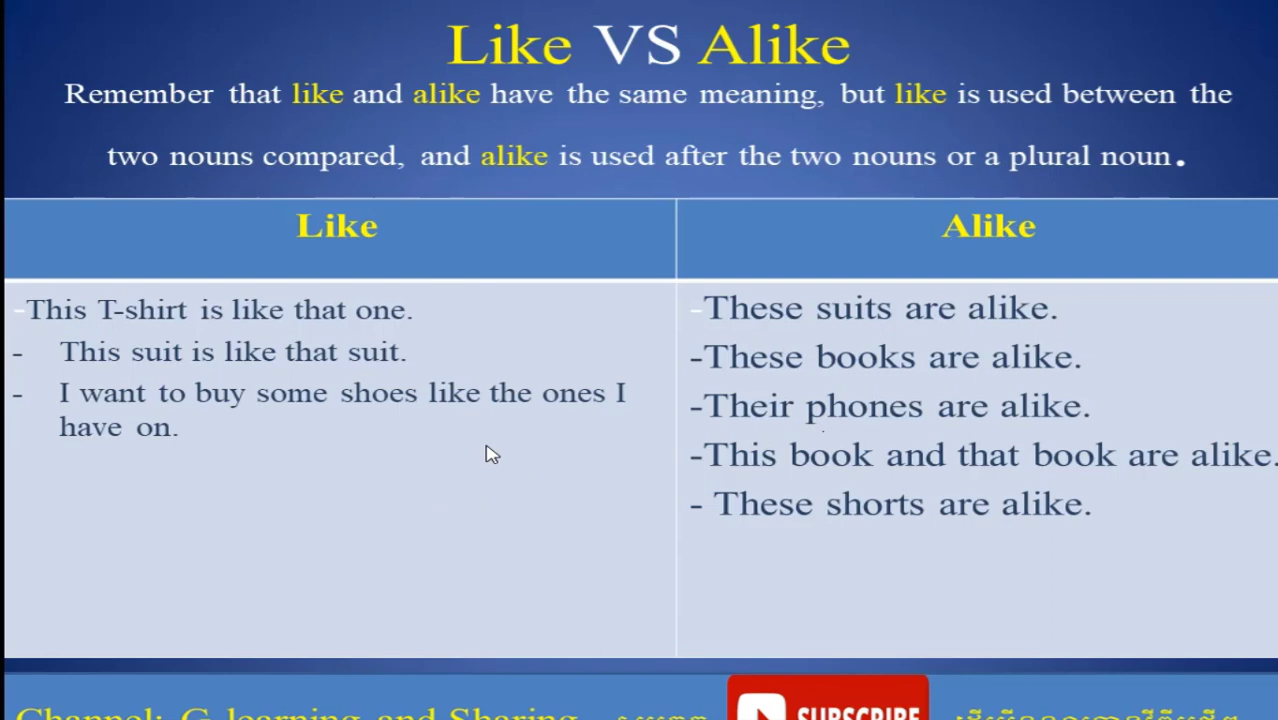 Like VS Alike
Remember that like and alike have the same meaning, but like is used between the
two nouns compared, and alike is used after the two nouns or a plural noun.
Like
Alike
-This T-shirt is like that one.
- This suit is like that suit.
- I want to buy some shoes like the ones I
have on.
-These suits are alike.
-These books are alike.
-Their phones are alike.
-This book and that book are alike.
- These shorts are alike.
Channel: G learning and Sharing
SUBSCRIBE